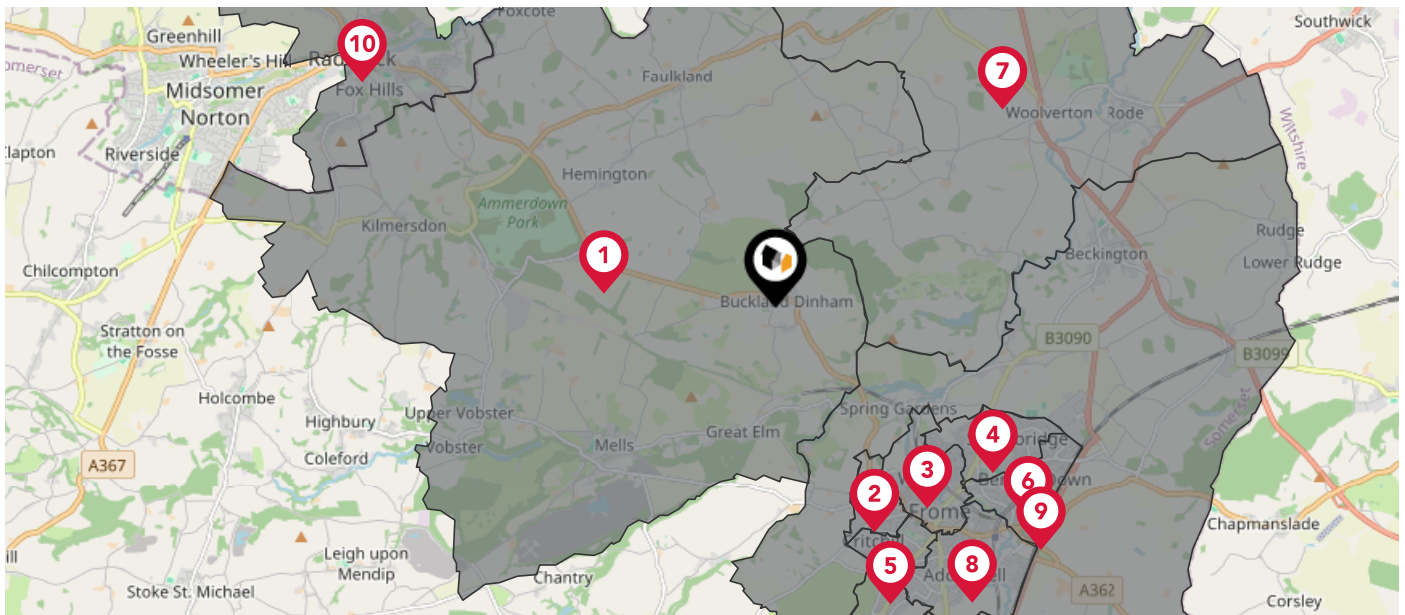 Foxcote
Southwick
Greenhill
10
Wheeler's Hill
Radstock
Faulkland
7
Midsomer
Norton
Fox Hills
Woolverton
Rode
Wiltshire
Somerset
Clapton
Riverside
Hemington
Ammerdown
Park
Kilmersdon
Rudge
1
Beckington
Lower Rudge
Chilcompton
Buckland Dinham
Stratton on
the Fosse
B3090
B3099
Holcombe
Upper Vobster
Spring Gardens
Highbury
Great Elm
4
Somerset
Vobster
Mells
Coleford
A367
3
6
2
9
Frome
Chapmanslade
Leigh upon
Mendip
5
8
Chantry
A362
Stoke St. Michael
Corsley